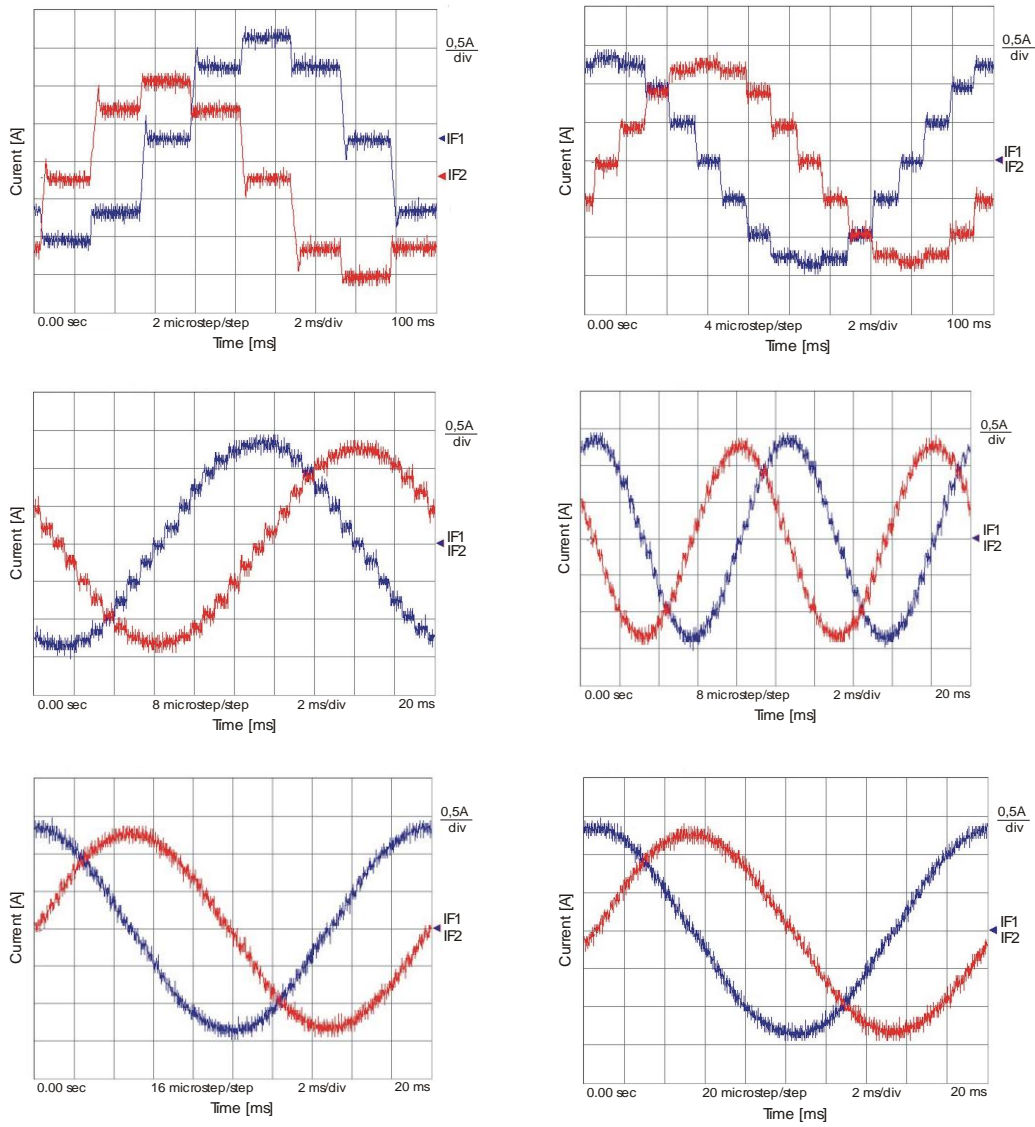 0,5A
div
Curent [A]
IF1
IF2
0.00 sec 2 microstep/step 2 ms/div 100 ms
Time [ms]
0,5A
div
Current [A]
IF1
IF2
0.00 sec 4 microstep/step 2 ms/div 100 ms
Time [ms]
0,5A
div
Current [A]
IF1
IF2
0.00 sec 8 microstep/step 2 ms/div 20 ms
Time [ms]
0,5A
div
Current [A]
IF1
IF2
0.00 sec 8 microstep/step 2 ms/div 20 ms
Time [ms]
0,5A
div
Current [A]
IF1
IF2
0.00 sec 16 microstep/step 2 ms/div 20 ms
Time [ms]
0,5A
div
Current [A]
IF1
IF2
0.00 sec 20 microstep/step 2 ms/div 20 ms
Time [ms]